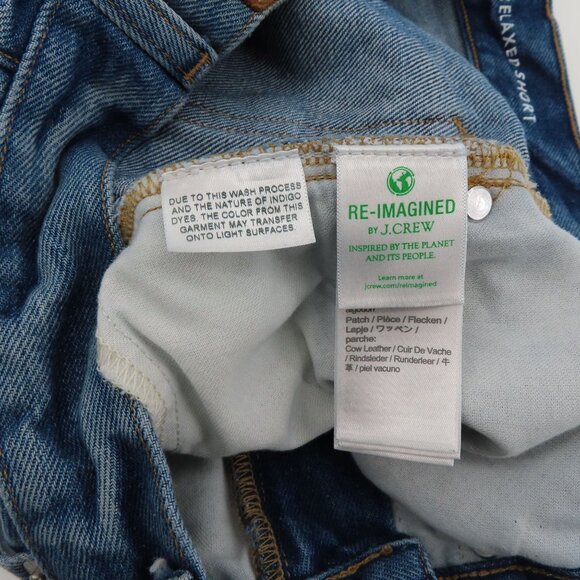 RELAXED SHORT
DUE TO THIS WASH PROCESS
AND THE NATURE OF INDIGO
DYES. THE COLOR FROM THIS
GARMENT MAY TRANSFER
ONTO LIGHT SURFACES.
RE-IMAGINED
BY J.CREW
INSPIRED BY THE PLANET
AND ITS PEOPLE.
Learn more at
jcrew.com/reimagined
algodón
Patch / Pièce / Flecken /
Lapje / ワッペン /
parche:
Cow Leather / Cuir De Vache
/ Rindsleder / Runderleer / 牛
革 / piel vacuno